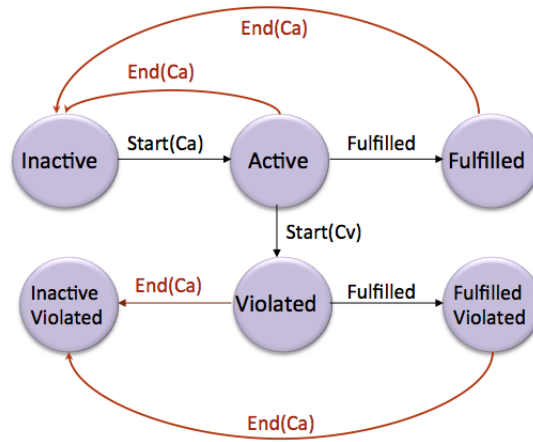 End(Ca)
End(Ca)
Inactive
Start(Ca)
Active
Fulfilled
Fulfilled
Start(Cv)
Inactive
Violated
End(Ca)
Violated
Fulfilled
Fulfilled
Violated
End(Ca)